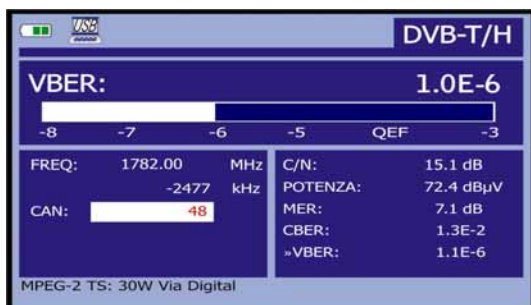 USB
DVB-T/H
VBER: 1.0E-6
-8 -7 -6 -5 QEF -3
FREQ: 1782.00 MHz
-2477 kHz
CAN: 48
C/N: 15.1 dB
POTENZA: 72.4 dBµV
MER: 7.1 dB
CBER: 1.3E-2
»VBER: 1.1E-6
MPEG-2 TS: 30W Via Digital